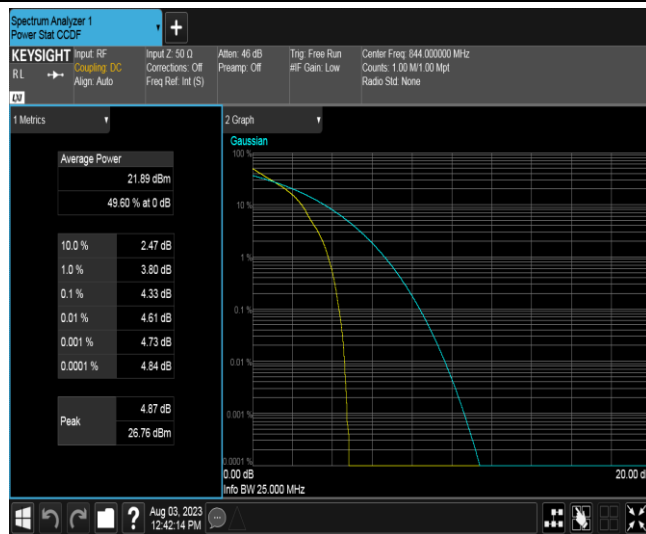 Spectrum Analyzer 1
Power Stat CCDF
+
KEYSIGHT
RL
Input: RF
Coupling: DC
Align: Auto
Input Z: 50 Ω
Corrections: Off
Freq Ref: Int (S)
Atten: 46 dB
Preamp: Off
Trig: Free Run
#IF Gain: Low
Center Freq: 844.000000 MHz
Counts: 1.00 M/1.00 Mpt
Radio Std: None
1 Metrics
Average Power
21.89 dBm
49.60 % at 0 dB
10.0 % 2.47 dB
1.0 % 3.80 dB
0.1 % 4.33 dB
0.01 % 4.61 dB
0.001 % 4.73 dB
0.0001 % 4.84 dB
Peak
4.87 dB
26.76 dBm
2 Graph
Gaussian
100 %
10 %
1 %
0.1 %
0.01 %
0.001 %
0.0001 %
0.00 dB
20.00 d
Info BW 25.000 MHz
?
Aug 03, 2023
12:42:14 PM